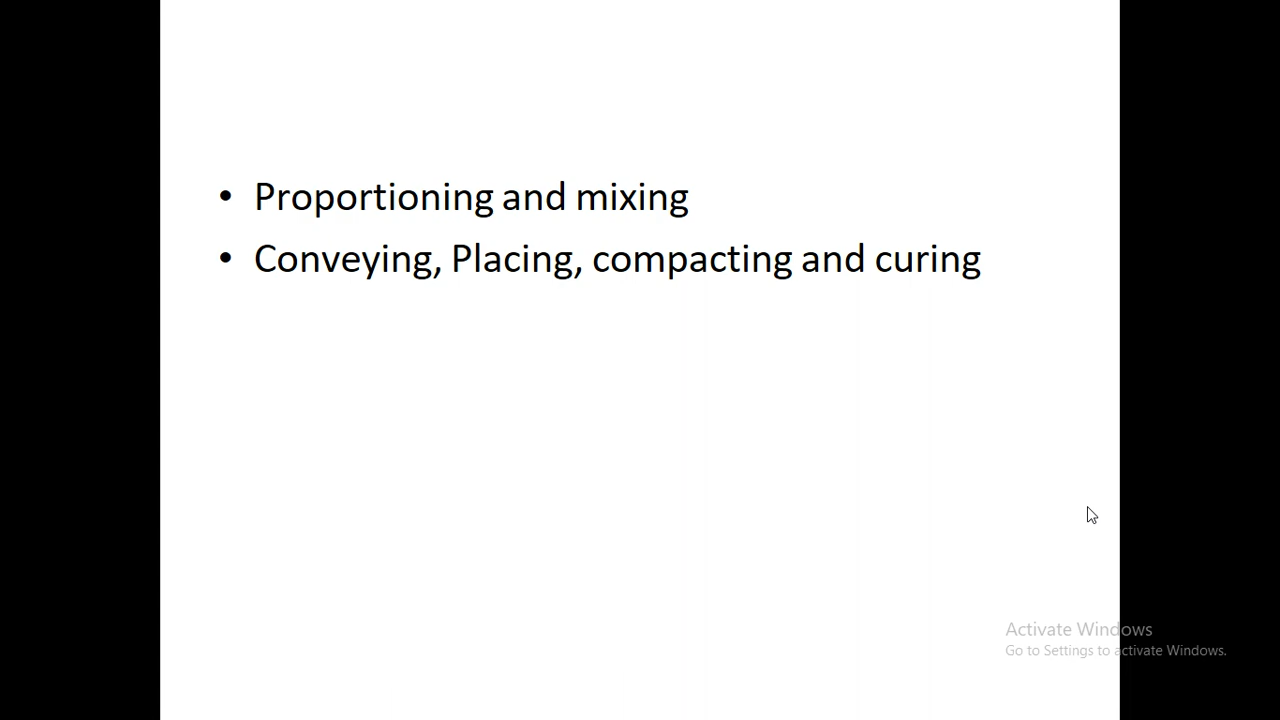 • Proportioning and mixing
• Conveying, Placing, compacting and curing
Activate Windows
Go to Settings to activate Windows.